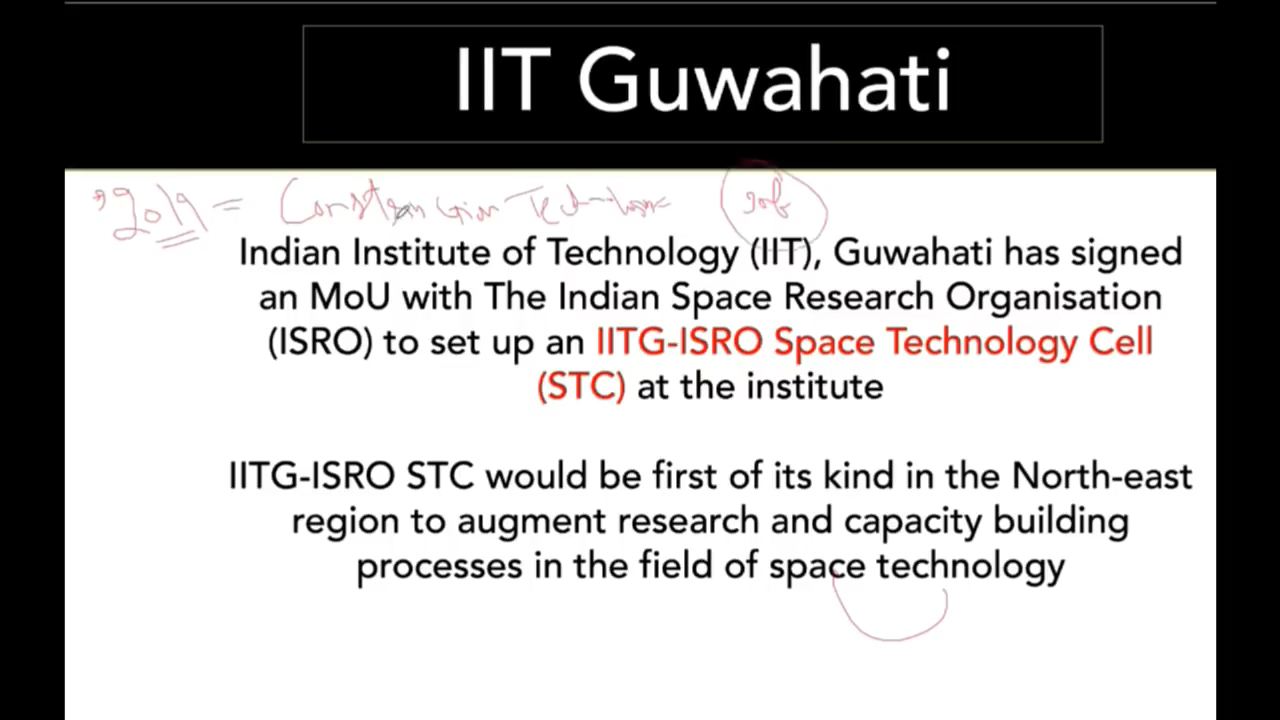 IIT Guwahati
2019 = Construction
Indian Institute of Technology (IIT), Guwahati has signed
an MoU with The Indian Space Research Organisation
(ISRO) to set up an IITG-ISRO Space Technology Cell
(STC) at the institute
IITG-ISRO STC would be first of its kind in the North-east
region to augment research and capacity building
processes in the field of space technology